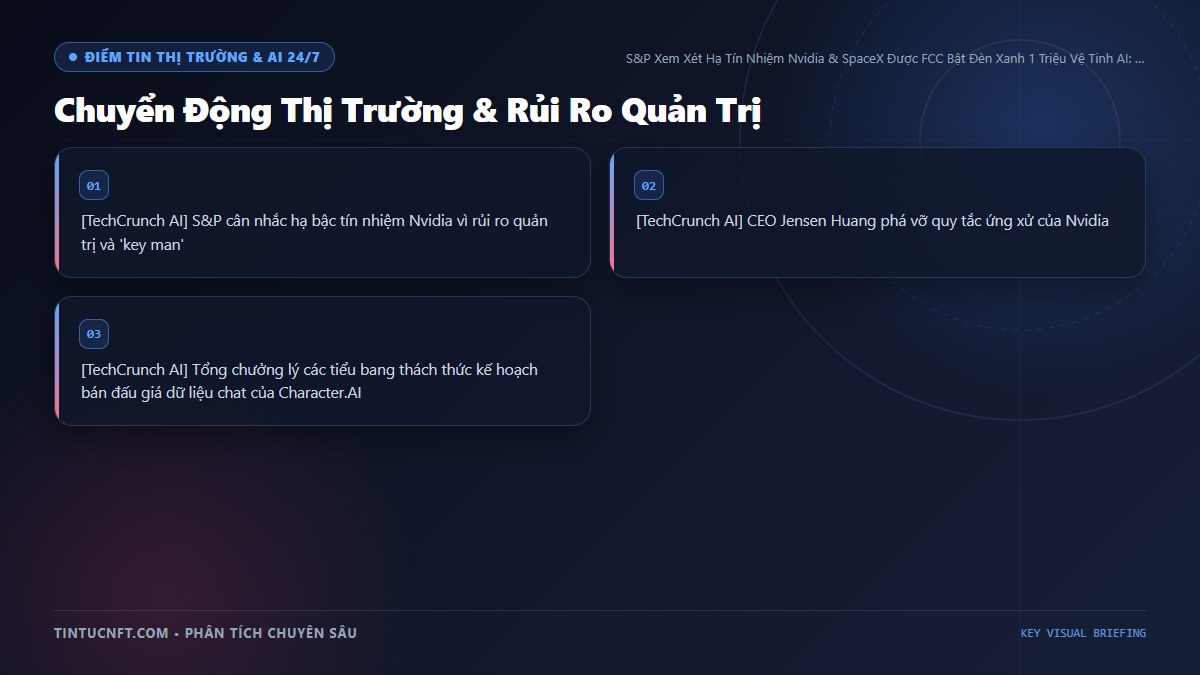 ĐIỂM TIN THỊ TRƯỜNG & AI 24/7
S&P Xem Xét Hạ Tín Nhiệm Nvidia & SpaceX Được FCC Bật Đèn Xanh 1 Triệu Vệ Tinh AI: ...
Chuyển Động Thị Trường & Rủi Ro Quản Trị
01
[TechCrunch AI] S&P cân nhắc hạ bậc tín nhiệm Nvidia vì rủi ro quản
trị và 'key man'
02
[TechCrunch AI] CEO Jensen Huang phá vỡ quy tắc ứng xử của Nvidia
03
[TechCrunch AI] Tổng chưởng lý các tiểu bang thách thức kế hoạch
bán đấu giá dữ liệu chat của Character.AI
TINTUCNFT.COM • PHÂN TÍCH CHUYÊN SÂU
KEY VISUAL BRIEFING